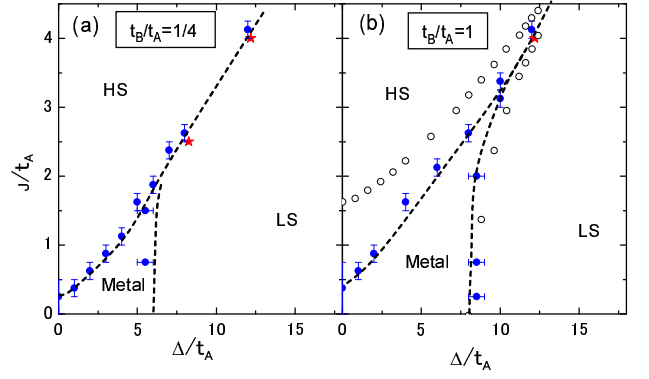 (a) t_B/t_A=1/4
(b) t_B/t_A=1
HS
HS
LS
LS
Metal
Metal
J/t_A
4
3
2
1
0
0 5 10 15
0 5 10 15
Δ/t_A
Δ/t_A